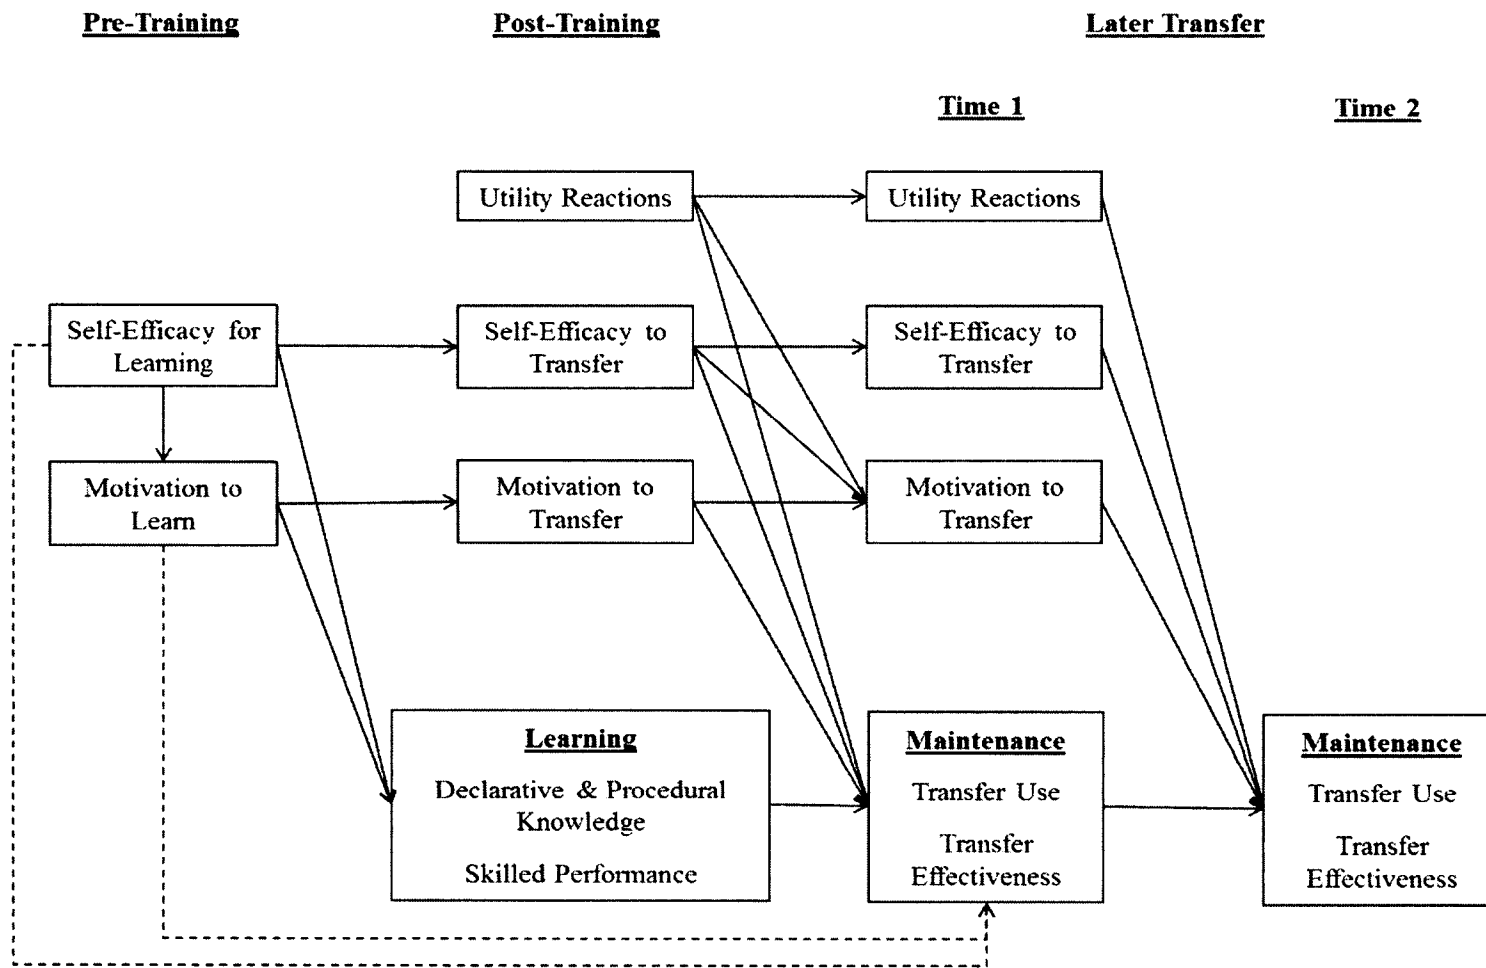 Pre-Training
Post-Training
Later Transfer
Time 1
Time 2
Utility Reactions
Utility Reactions
Self-Efficacy for
Learning
Self-Efficacy to
Transfer
Self-Efficacy to
Transfer
Motivation to
Learn
Motivation to
Transfer
Motivation to
Transfer
Learning
Declarative & Procedural
Knowledge
Skilled Performance
Maintenance
Transfer Use
Transfer
Effectiveness
Maintenance
Transfer Use
Transfer
Effectiveness